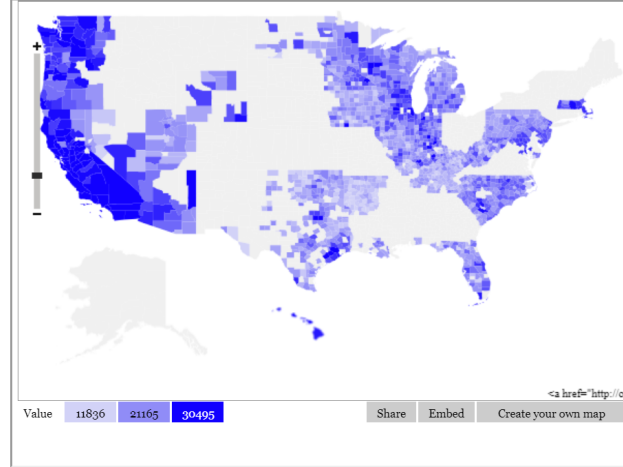 +
−
<a href="http://o
Value 11836 21165 30495 Share Embed Create your own map